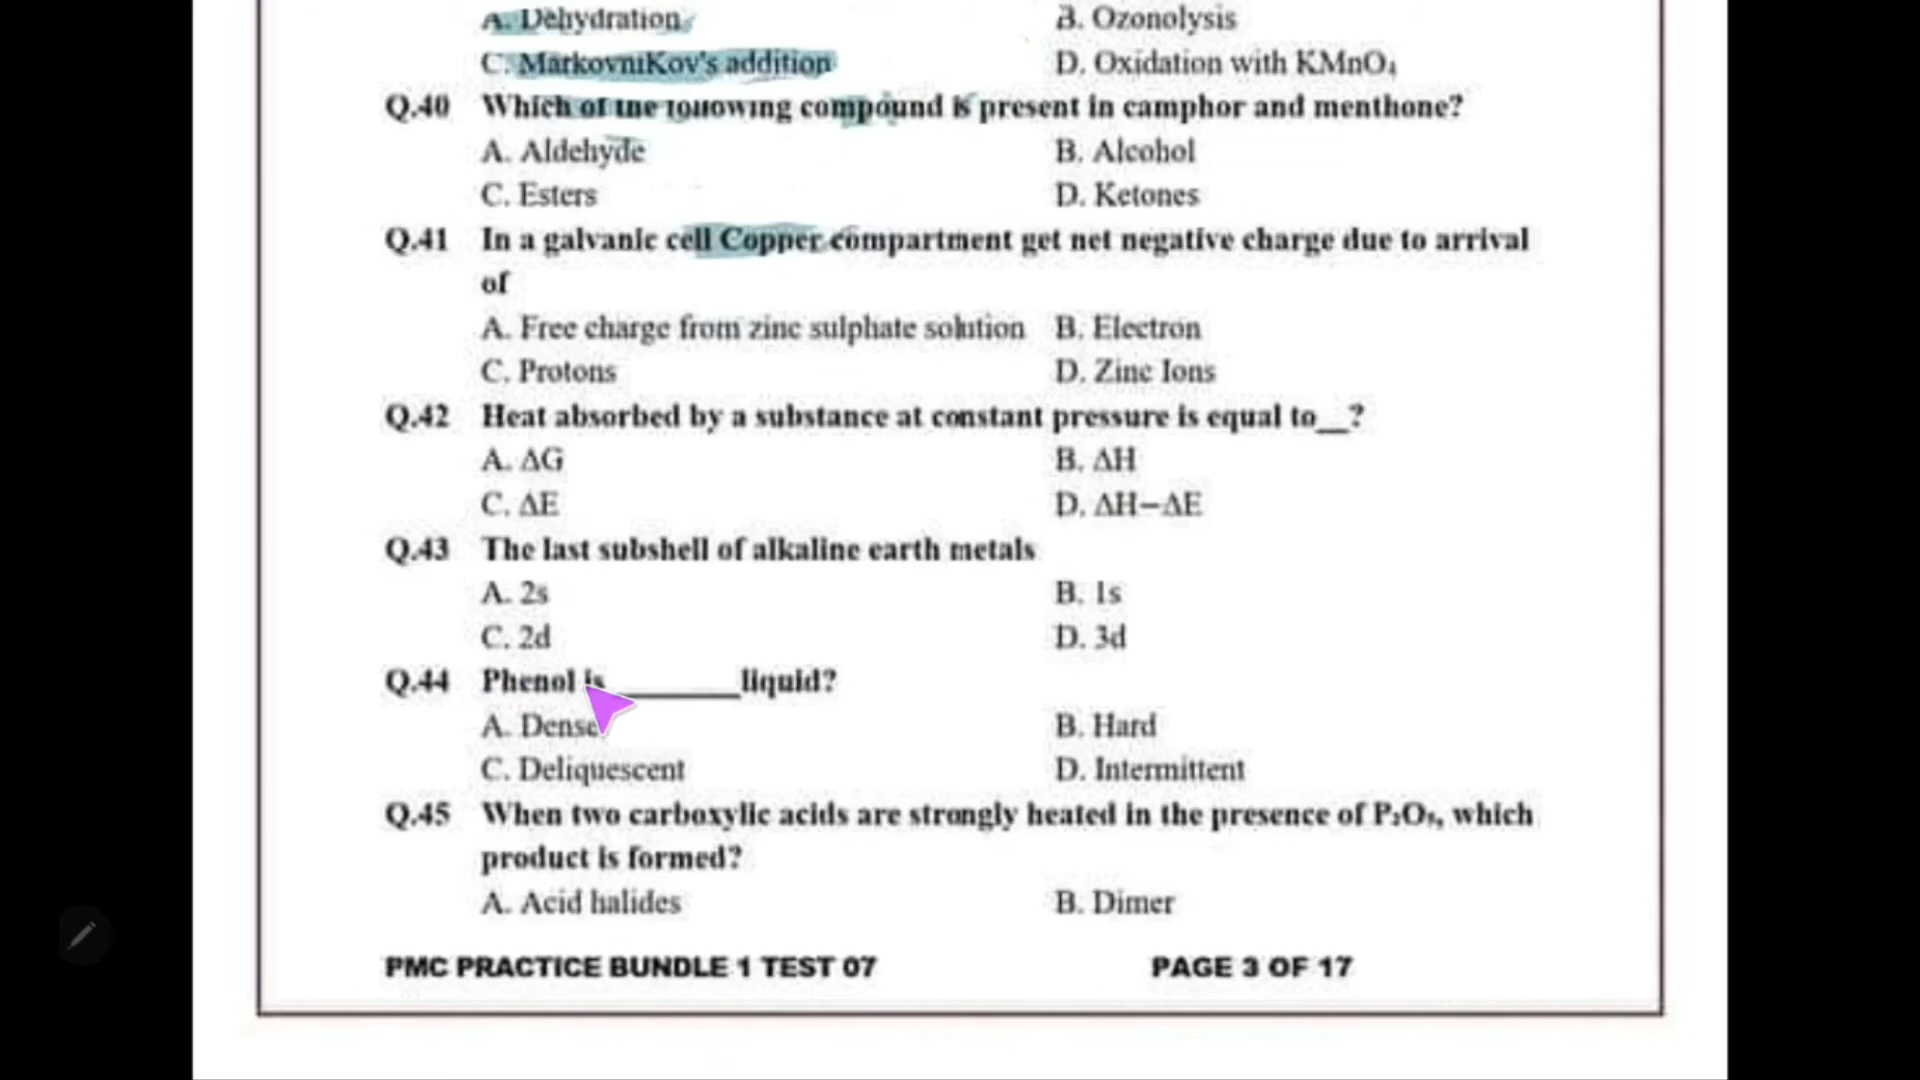 A. Dehydration B. Ozonolysis
C. MarkovniKov's addition D. Oxidation with KMnO₄
Q.40 Which of the following compound is present in camphor and menthone?
A. Aldehyde B. Alcohol
C. Esters D. Ketones
Q.41 In a galvanic cell Copper compartment get net negative charge due to arrival
of
A. Free charge from zinc sulphate solution B. Electron
C. Protons D. Zinc Ions
Q.42 Heat absorbed by a substance at constant pressure is equal to__?
A. ΔG B. ΔH
C. ΔE D. ΔH−ΔE
Q.43 The last subshell of alkaline earth metals
A. 2s B. 1s
C. 2d D. 3d
Q.44 Phenol is ________liquid?
A. Dense B. Hard
C. Deliquescent D. Intermittent
Q.45 When two carboxylic acids are strongly heated in the presence of P₂O₅, which
product is formed?
A. Acid halides B. Dimer
PMC PRACTICE BUNDLE 1 TEST 07 PAGE 3 OF 17